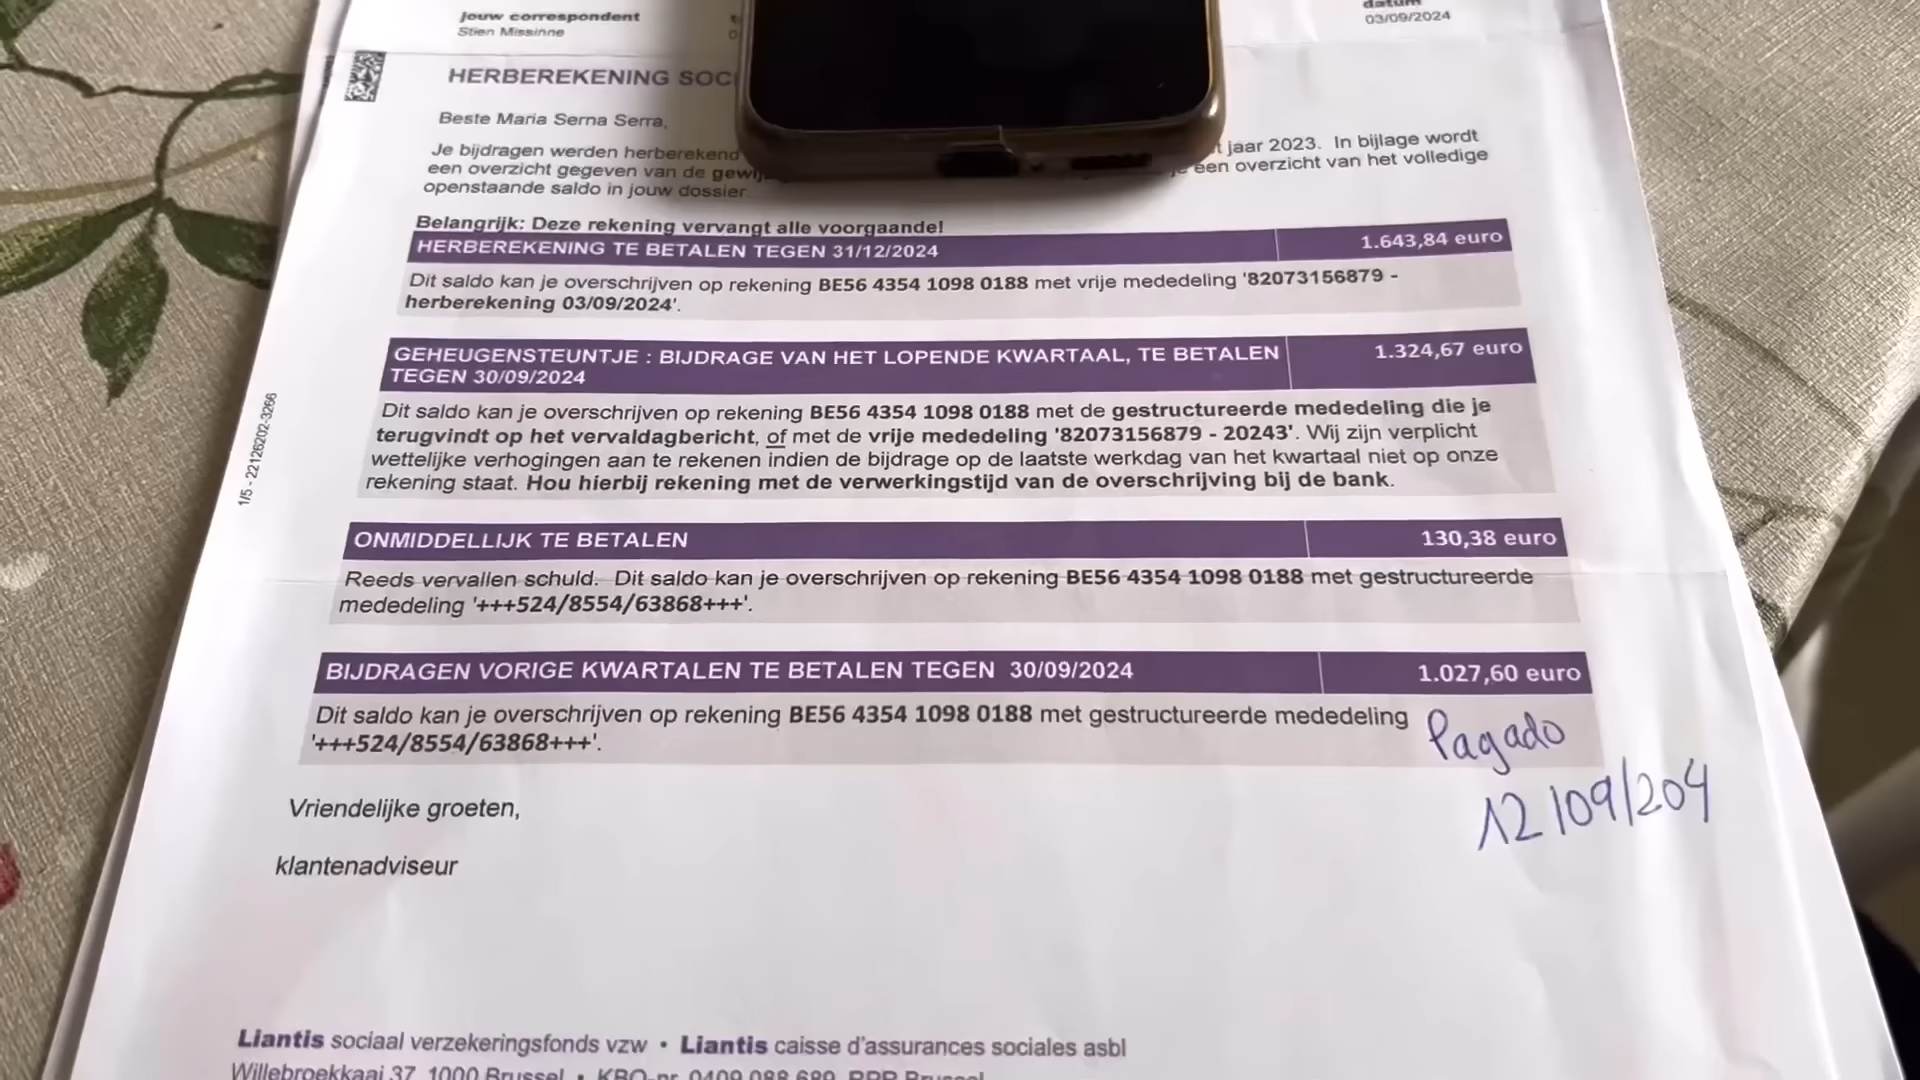 jouw correspondent
Stien Missinne
datum
03/09/2024
HERBEREKENING SOC
Beste Maria Serna Serra,
Je bijdragen werden herberekend t jaar 2023. In bijlage wordt
een overzicht gegeven van de gewij je een overzicht van het volledige
openstaande saldo in jouw dossier.
Belangrijk: Deze rekening vervangt alle voorgaande!
HERBEREKENING TE BETALEN TEGEN 31/12/2024 1.643,84 euro
Dit saldo kan je overschrijven op rekening BE56 4354 1098 0188 met vrije mededeling '82073156879 -
herberekening 03/09/2024'.
GEHEUGENSTEUNTJE : BIJDRAGE VAN HET LOPENDE KWARTAAL, TE BETALEN 1.324,67 euro
TEGEN 30/09/2024
Dit saldo kan je overschrijven op rekening BE56 4354 1098 0188 met de gestructureerde mededeling die je
terugvindt op het vervaldagbericht, of met de vrije mededeling '82073156879 - 20243'. Wij zijn verplicht
wettelijke verhogingen aan te rekenen indien de bijdrage op de laatste werkdag van het kwartaal niet op onze
rekening staat. Hou hierbij rekening met de verwerkingstijd van de overschrijving bij de bank.
1/5 - 22126202-3266
ONMIDDELLIJK TE BETALEN 130,38 euro
Reeds vervallen schuld. Dit saldo kan je overschrijven op rekening BE56 4354 1098 0188 met gestructureerde
mededeling '+++524/8554/63868+++'.
BIJDRAGEN VORIGE KWARTALEN TE BETALEN TEGEN 30/09/2024 1.027,60 euro
Dit saldo kan je overschrijven op rekening BE56 4354 1098 0188 met gestructureerde mededeling
'+++524/8554/63868+++'.
Pagado
12/09/204
Vriendelijke groeten,
klantenadviseur
Liantis sociaal verzekeringsfonds vzw • Liantis caisse d'assurances sociales asbl
Willebroekkaai 37, 1000 Brussel • KBO-nr. 0409.088.689, RPR Brussel